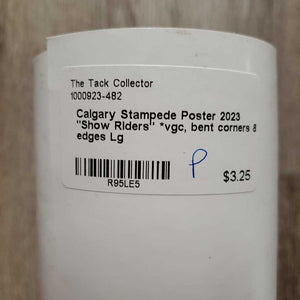 The Tack Collector
1000923-482
Calgary Stampede Poster 2023
"Show Riders" *vgc, bent corners &
edges Lg
R95LE5
P
$3.25